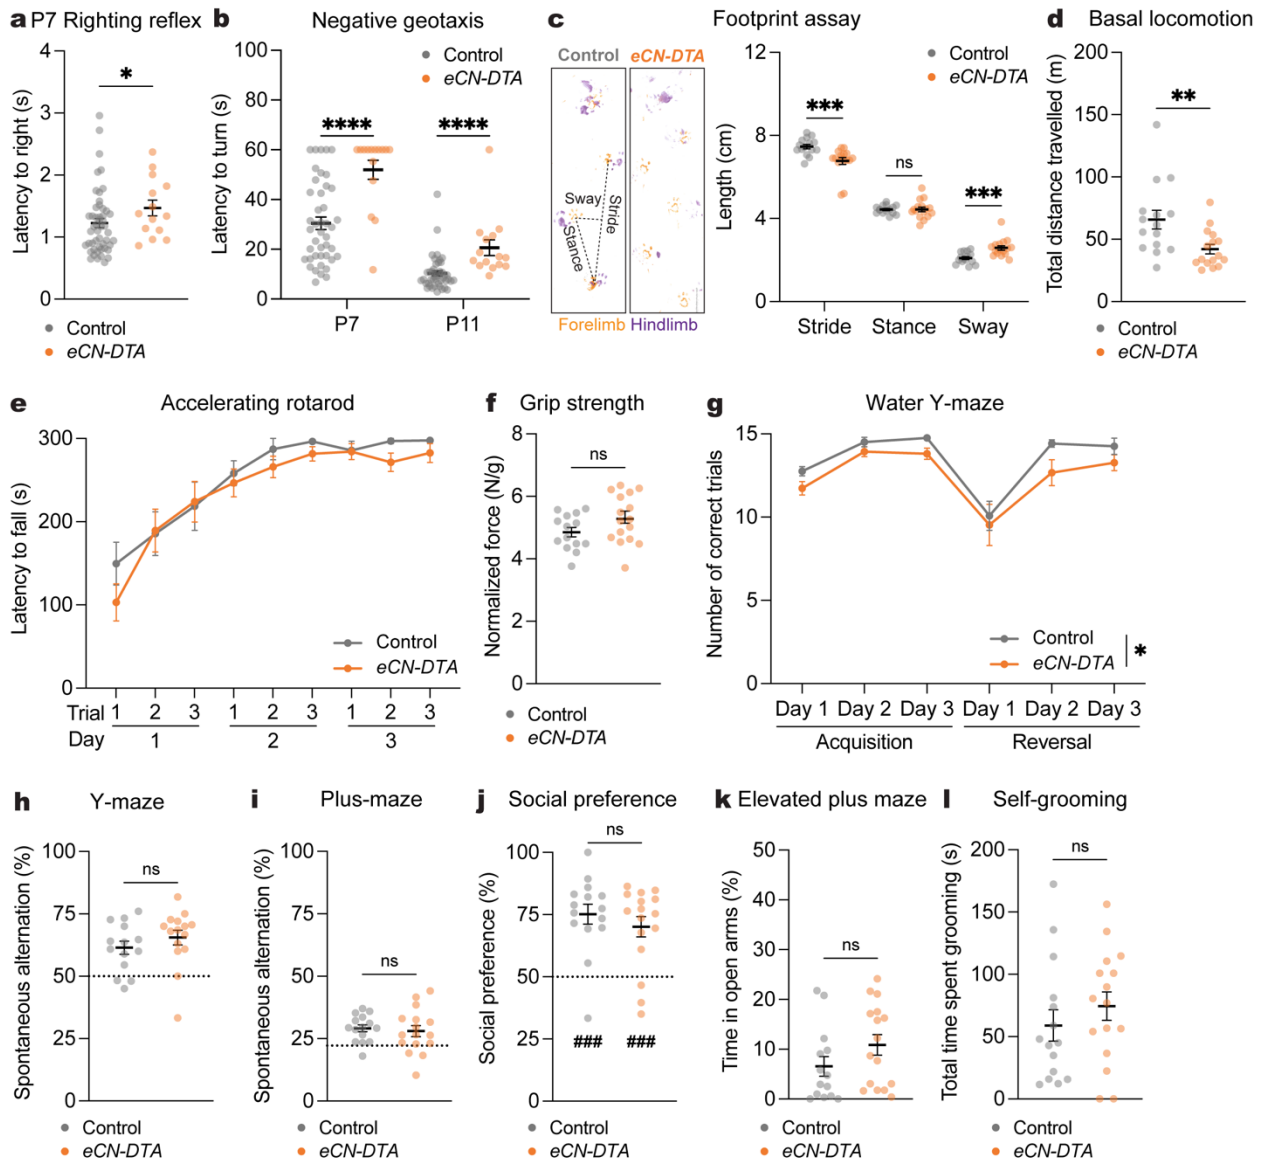 a P7 Righting reflex
Latency to right (s)
4
3
2
1
0
*
Control
eCN-DTA
b Negative geotaxis
Latency to turn (s)
100
80
60
40
20
0
Control
eCN-DTA
**** ****
P7 P11
c Footprint assay
Control eCN-DTA
Sway
Stride
Stance
Forelimb Hindlimb
Length (cm)
12
8
4
0
Control
eCN-DTA
***
ns
***
Stride Stance Sway
d Basal locomotion
Total distance travelled (m)
200
150
100
50
0
**
Control
eCN-DTA
e Accelerating rotarod
Latency to fall (s)
300
200
100
0
Control
eCN-DTA
Trial 1 2 3 1 2 3 1 2 3
Day 1 2 3
f Grip strength
Normalized force (N/g)
8
6
4
2
0
ns
Control
eCN-DTA
g Water Y-maze
Number of correct trials
15
10
5
0
Control
eCN-DTA
*
Day 1 Day 2 Day 3 Day 1 Day 2 Day 3
Acquisition Reversal
h Y-maze
Spontaneous alternation (%)
100
75
50
25
0
ns
Control
eCN-DTA
i Plus-maze
Spontaneous alternation (%)
100
75
50
25
0
ns
Control
eCN-DTA
j Social preference
Social preference (%)
100
75
50
25
0
ns
### ###
Control
eCN-DTA
k Elevated plus maze
Time in open arms (%)
50
40
30
20
10
0
ns
Control
eCN-DTA
l Self-grooming
Total time spent grooming (s)
200
150
100
50
0
ns
Control
eCN-DTA